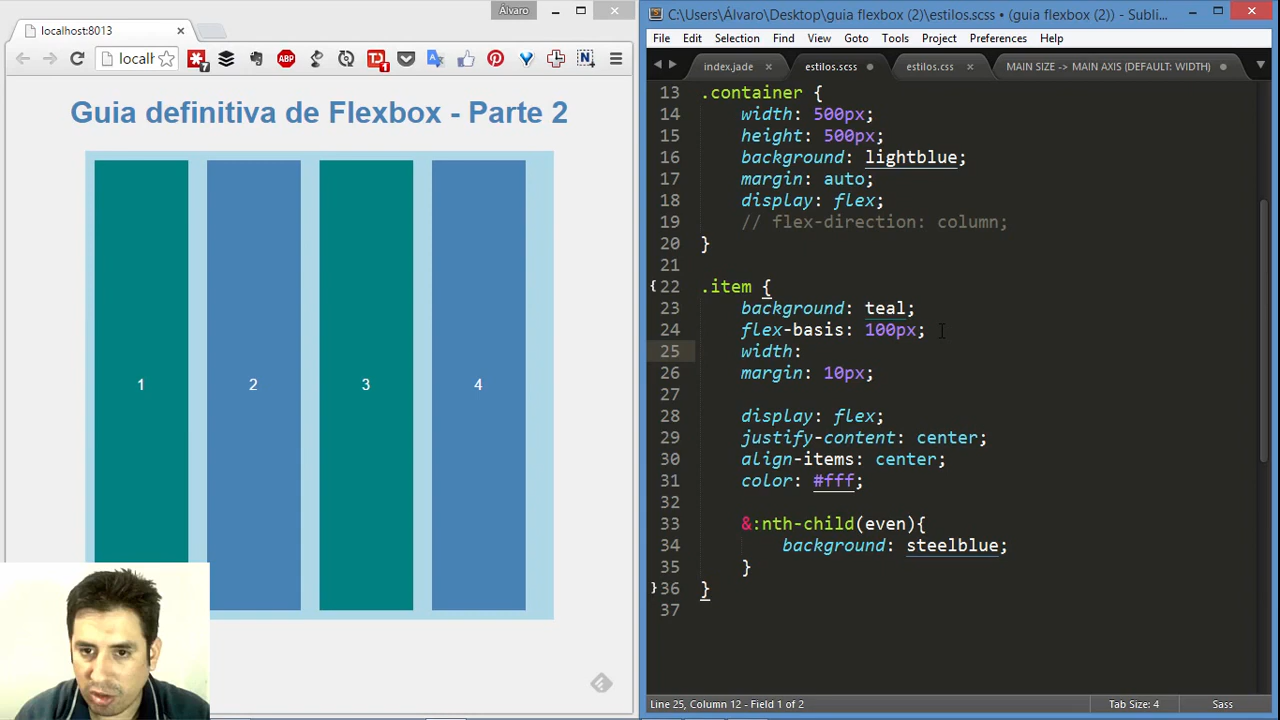 Álvaro
localhost:8013
localh
7
ABP
1
N
Guia definitiva de Flexbox - Parte 2
1
2
3
4
C:\Users\Álvaro\Desktop\guia flexbox (2)\estilos.scss • (guia flexbox (2)) - Subli...
File Edit Selection Find View Goto Tools Project Preferences Help
index.jade estilos.scss estilos.css MAIN SIZE -> MAIN AXIS (DEFAULT: WIDTH)
13 .container {
14 width: 500px;
15 height: 500px;
16 background: lightblue;
17 margin: auto;
18 display: flex;
19 // flex-direction: column;
20 }
21
22 .item {
23 background: teal;
24 flex-basis: 100px;
25 width:
26 margin: 10px;
27
28 display: flex;
29 justify-content: center;
30 align-items: center;
31 color: #fff;
32
33 &:nth-child(even){
34 background: steelblue;
35 }
36 }
37
Line 25, Column 12 - Field 1 of 2 Tab Size: 4 Sass